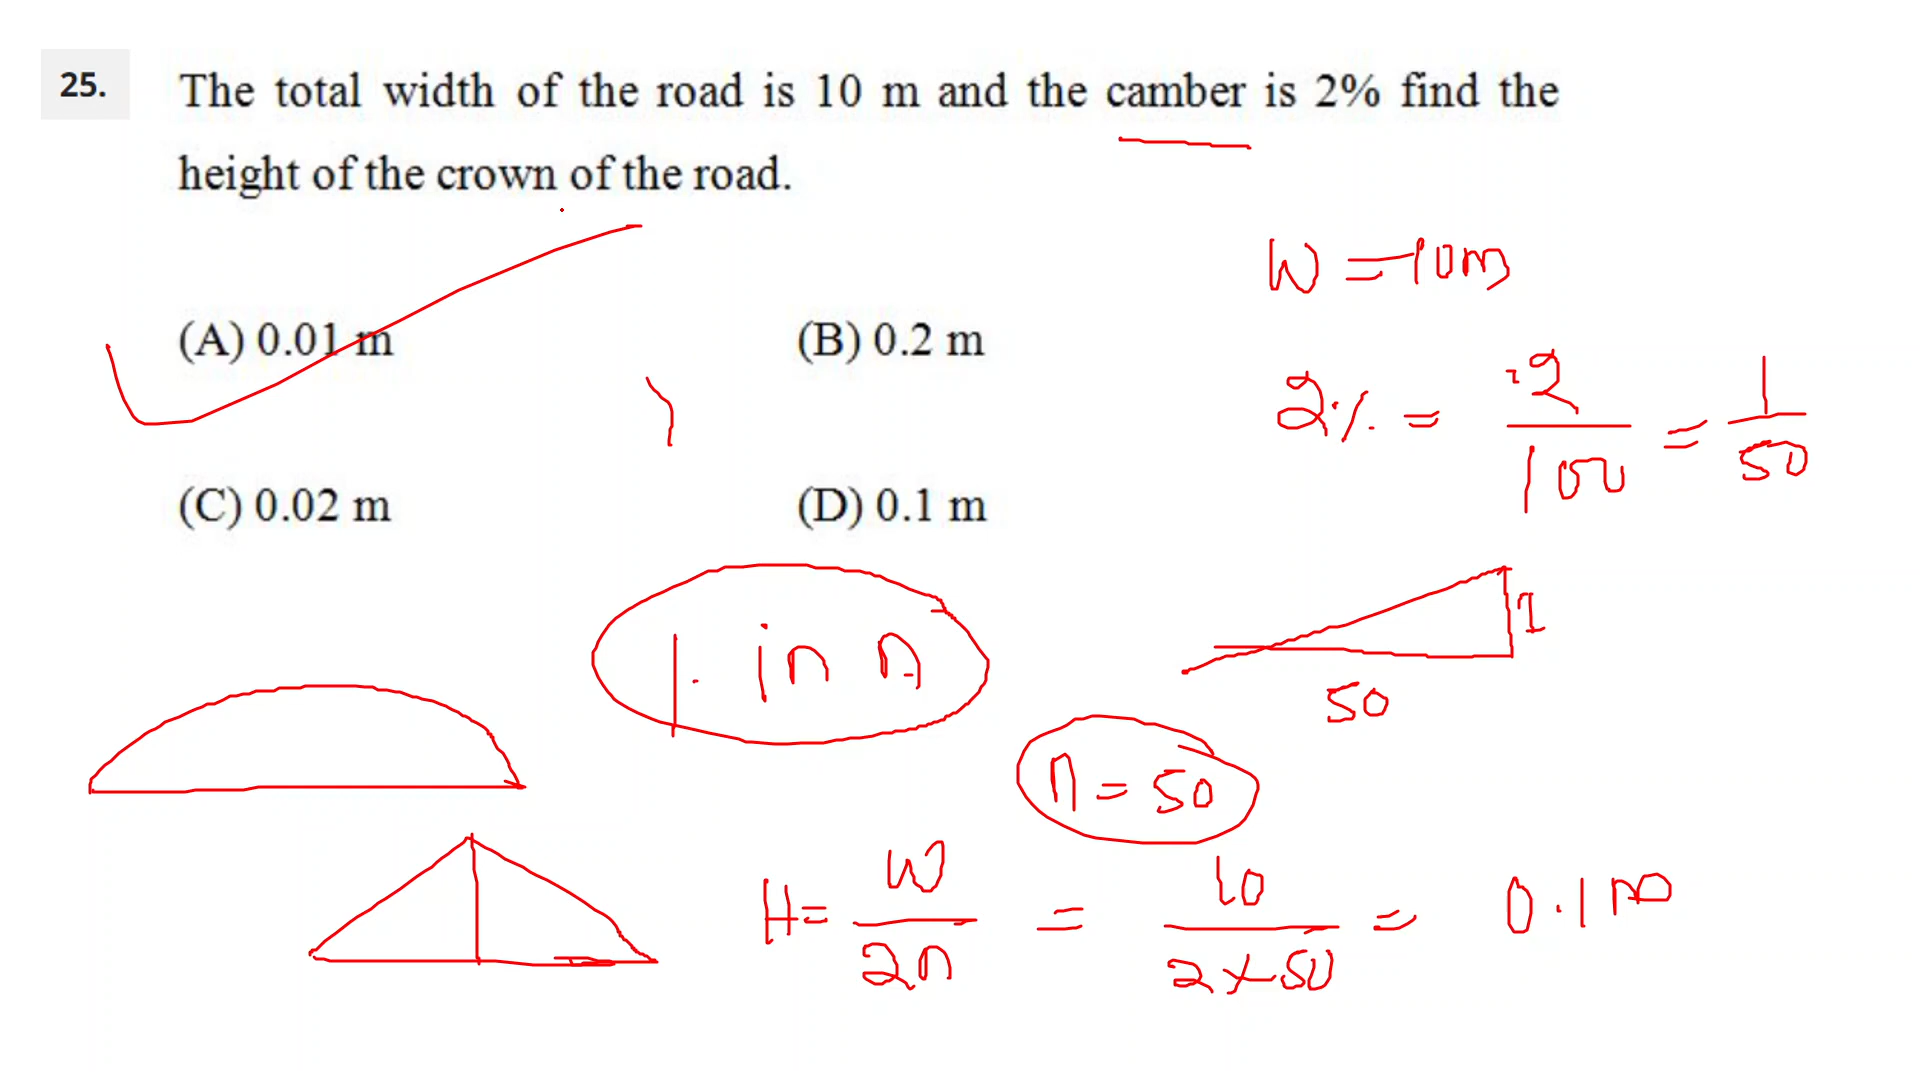 25. The total width of the road is 10 m and the camber is 2% find the
height of the crown of the road.
W = 10m
(A) 0.01 m (B) 0.2 m
2% = 2/100 = 1/50
(C) 0.02 m (D) 0.1 m
1 in n
1
50
n = 50
H = W/2n = 10/2×50 = 0.1 m